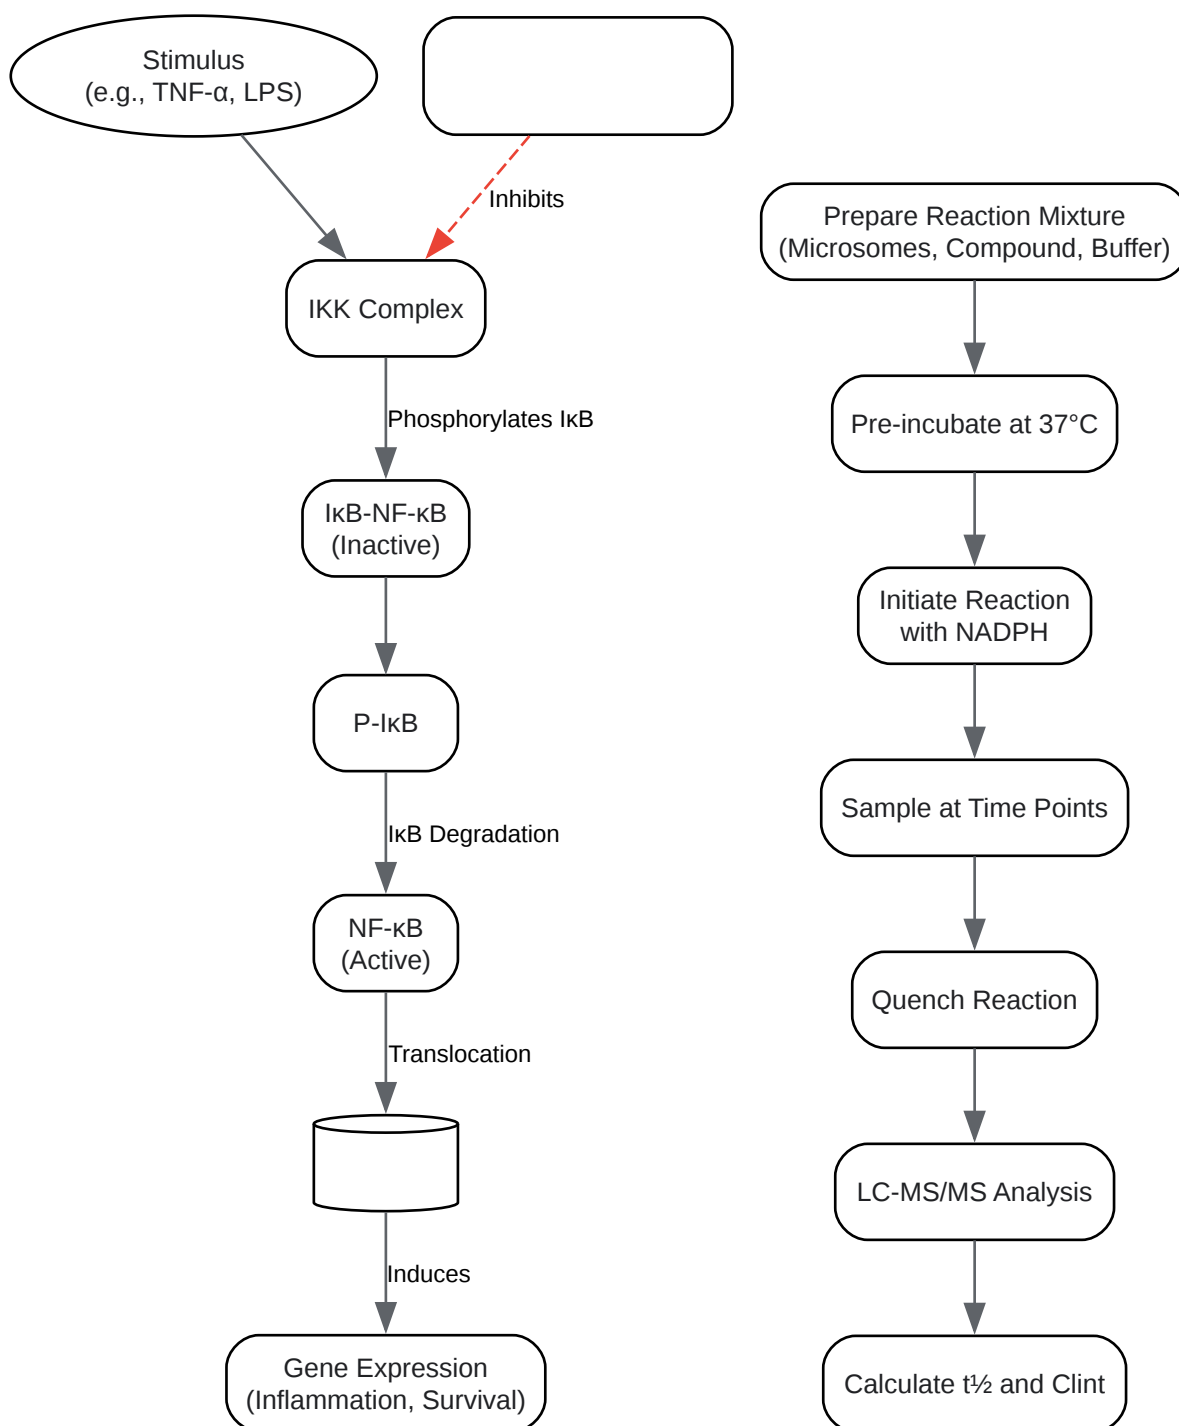 Stimulus
(e.g., TNF-α, LPS)
Inhibits
IKK Complex
Phosphorylates IκB
IκB-NF-κB
(Inactive)
P-IκB
IκB Degradation
NF-κB
(Active)
Translocation
Induces
Gene Expression
(Inflammation, Survival)
Prepare Reaction Mixture
(Microsomes, Compound, Buffer)
Pre-incubate at 37°C
Initiate Reaction
with NADPH
Sample at Time Points
Quench Reaction
LC-MS/MS Analysis
Calculate t½ and Clint